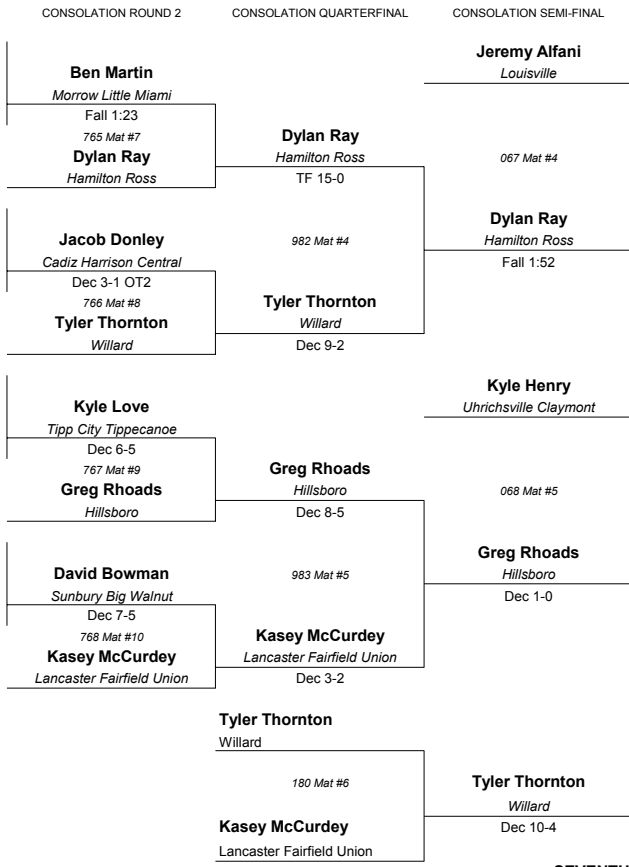 CONSOLATION ROUND 2
CONSOLATION QUARTERFINAL
CONSOLATION SEMI-FINAL
Ben Martin
Morrow Little Miami
Fall 1:23
765 Mat #7
Dylan Ray
Hamilton Ross
Jacob Donley
Cadiz Harrison Central
Dec 3-1 OT2
766 Mat #8
Tyler Thornton
Willard
Kyle Love
Tipp City Tippecanoe
Dec 6-5
767 Mat #9
Greg Rhoads
Hillsboro
David Bowman
Sunbury Big Walnut
Dec 7-5
768 Mat #10
Kasey McCurdey
Lancaster Fairfield Union
Dylan Ray
Hamilton Ross
TF 15-0
982 Mat #4
Tyler Thornton
Willard
Dec 9-2
Greg Rhoads
Hillsboro
Dec 8-5
983 Mat #5
Kasey McCurdey
Lancaster Fairfield Union
Dec 3-2
Jeremy Alfani
Louisville
067 Mat #4
Dylan Ray
Hamilton Ross
Fall 1:52
Kyle Henry
Uhrichsville Claymont
068 Mat #5
Greg Rhoads
Hillsboro
Dec 1-0
Tyler Thornton
Willard
180 Mat #6
Kasey McCurdey
Lancaster Fairfield Union
Tyler Thornton
Willard
Dec 10-4